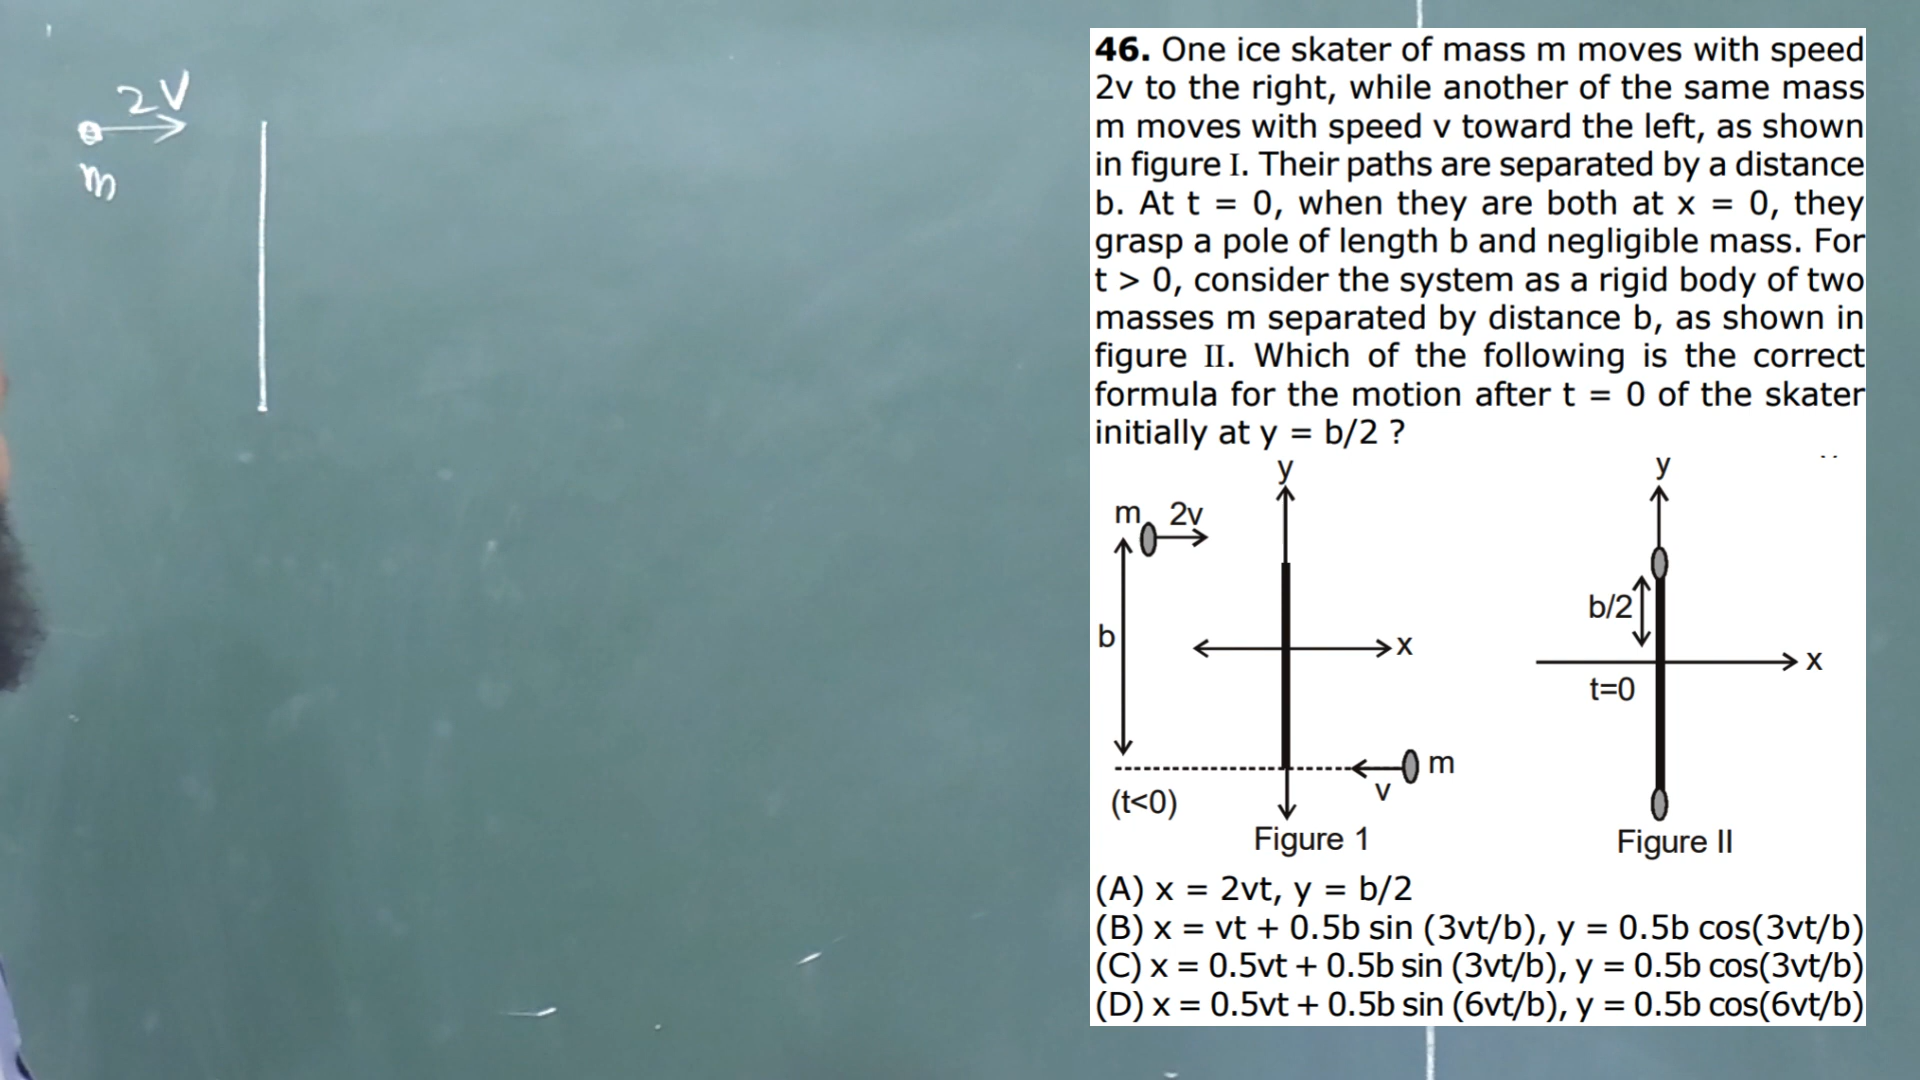 2V
m
46. One ice skater of mass m moves with speed
2v to the right, while another of the same mass
m moves with speed v toward the left, as shown
in figure I. Their paths are separated by a distance
b. At t = 0, when they are both at x = 0, they
grasp a pole of length b and negligible mass. For
t > 0, consider the system as a rigid body of two
masses m separated by distance b, as shown in
figure II. Which of the following is the correct
formula for the motion after t = 0 of the skater
initially at y = b/2 ?
y
m 2v
b
x
m
v
(t<0)
Figure 1
y
b/2
x
t=0
Figure II
(A) x = 2vt, y = b/2
(B) x = vt + 0.5b sin (3vt/b), y = 0.5b cos(3vt/b)
(C) x = 0.5vt + 0.5b sin (3vt/b), y = 0.5b cos(3vt/b)
(D) x = 0.5vt + 0.5b sin (6vt/b), y = 0.5b cos(6vt/b)